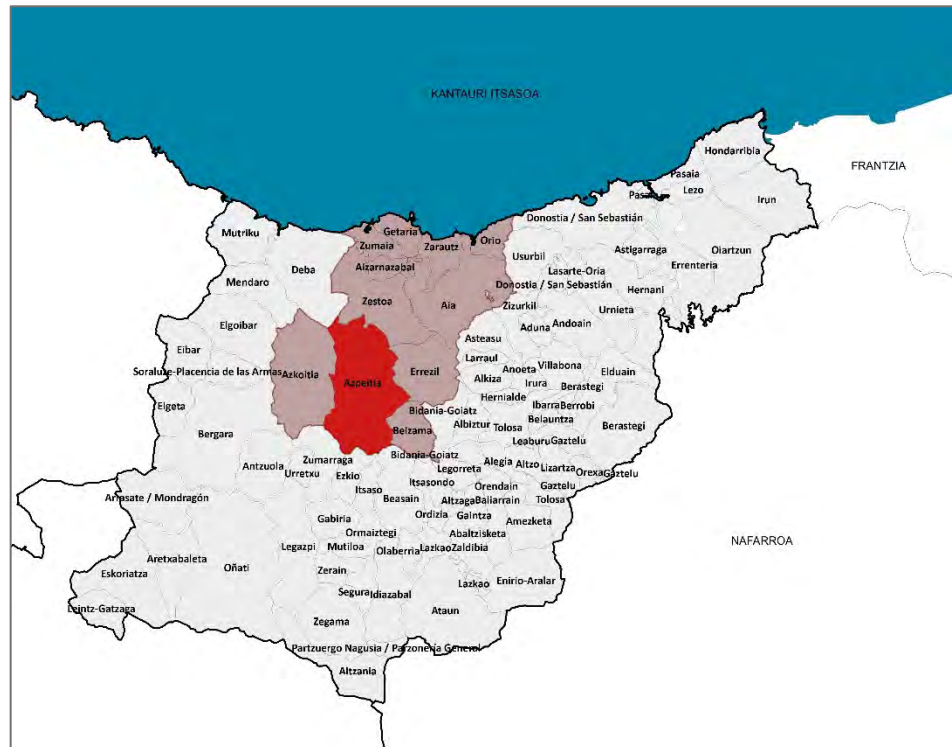 KANTAURI ITSASOA
Hondarribia
FRANTZIA
Pasaia
Lezo
Pasaia
Irun
Getaria
Orio
Donostia / San Sebastián
Mutriku
Zumaia
Zarautz
Astigarraga
Oiartzun
Usurbil
Errenteria
Deba
Aizarnazabal
Lasarte-Oria
Mendaro
Donostia / San Sebastián
Hernani
Zestoa
Aia
Zizurkil
Urnieta
Elgoibar
Aduna
Andoain
Asteasu
Eibar
Larraul
Soraluze-Placencia de las Armas
Azkoitia
Azpeitia
Errezil
Anoeta
Villabona
Elduain
Alkiza
Irura
Berastegi
Hernialde
Elgeta
Bidania-Goiatz
Ibarra
Berrobi
Albiztur
Belauntza
Belzama
Tolosa
Berastegi
Bergara
Leaburu
Gaztelu
Zumarraga
Bidania-Goiatz
Antzuola
Urretxu
Ezkio
Legorreta
Alegia
Altzo
Lizartza
Orexa
Gaztelu
Itsaso
Itsasondo
Orendain
Gaztelu
Arrasate / Mondragón
Beasain
Altzaga
Baliarrain
Tolosa
Gabiria
Ordizia
Gaintza
Amezketa
Ormaiztegi
Abaltzisketa
NAFARROA
Legazpi
Mutiloa
Olaberria
Lazkao
Zaldibia
Aretxabaleta
Oñati
Eskoriatza
Zerain
Lazkao
Enirio-Aralar
Segura
Idiazabal
Leintz-Gatzaga
Zegama
Ataun
Partzuergo Nagusia / Parzonería General
Altzania